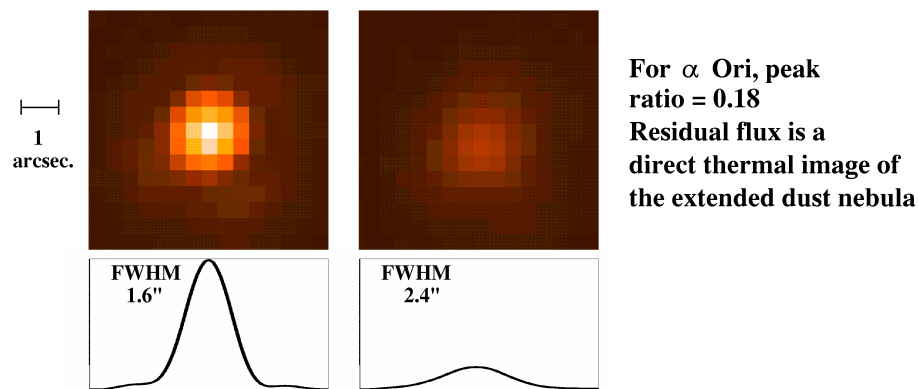 1
arcsec.
For α Ori, peak
ratio = 0.18
Residual flux is a
direct thermal image of
the extended dust nebula
FWHM
1.6"
FWHM
2.4"